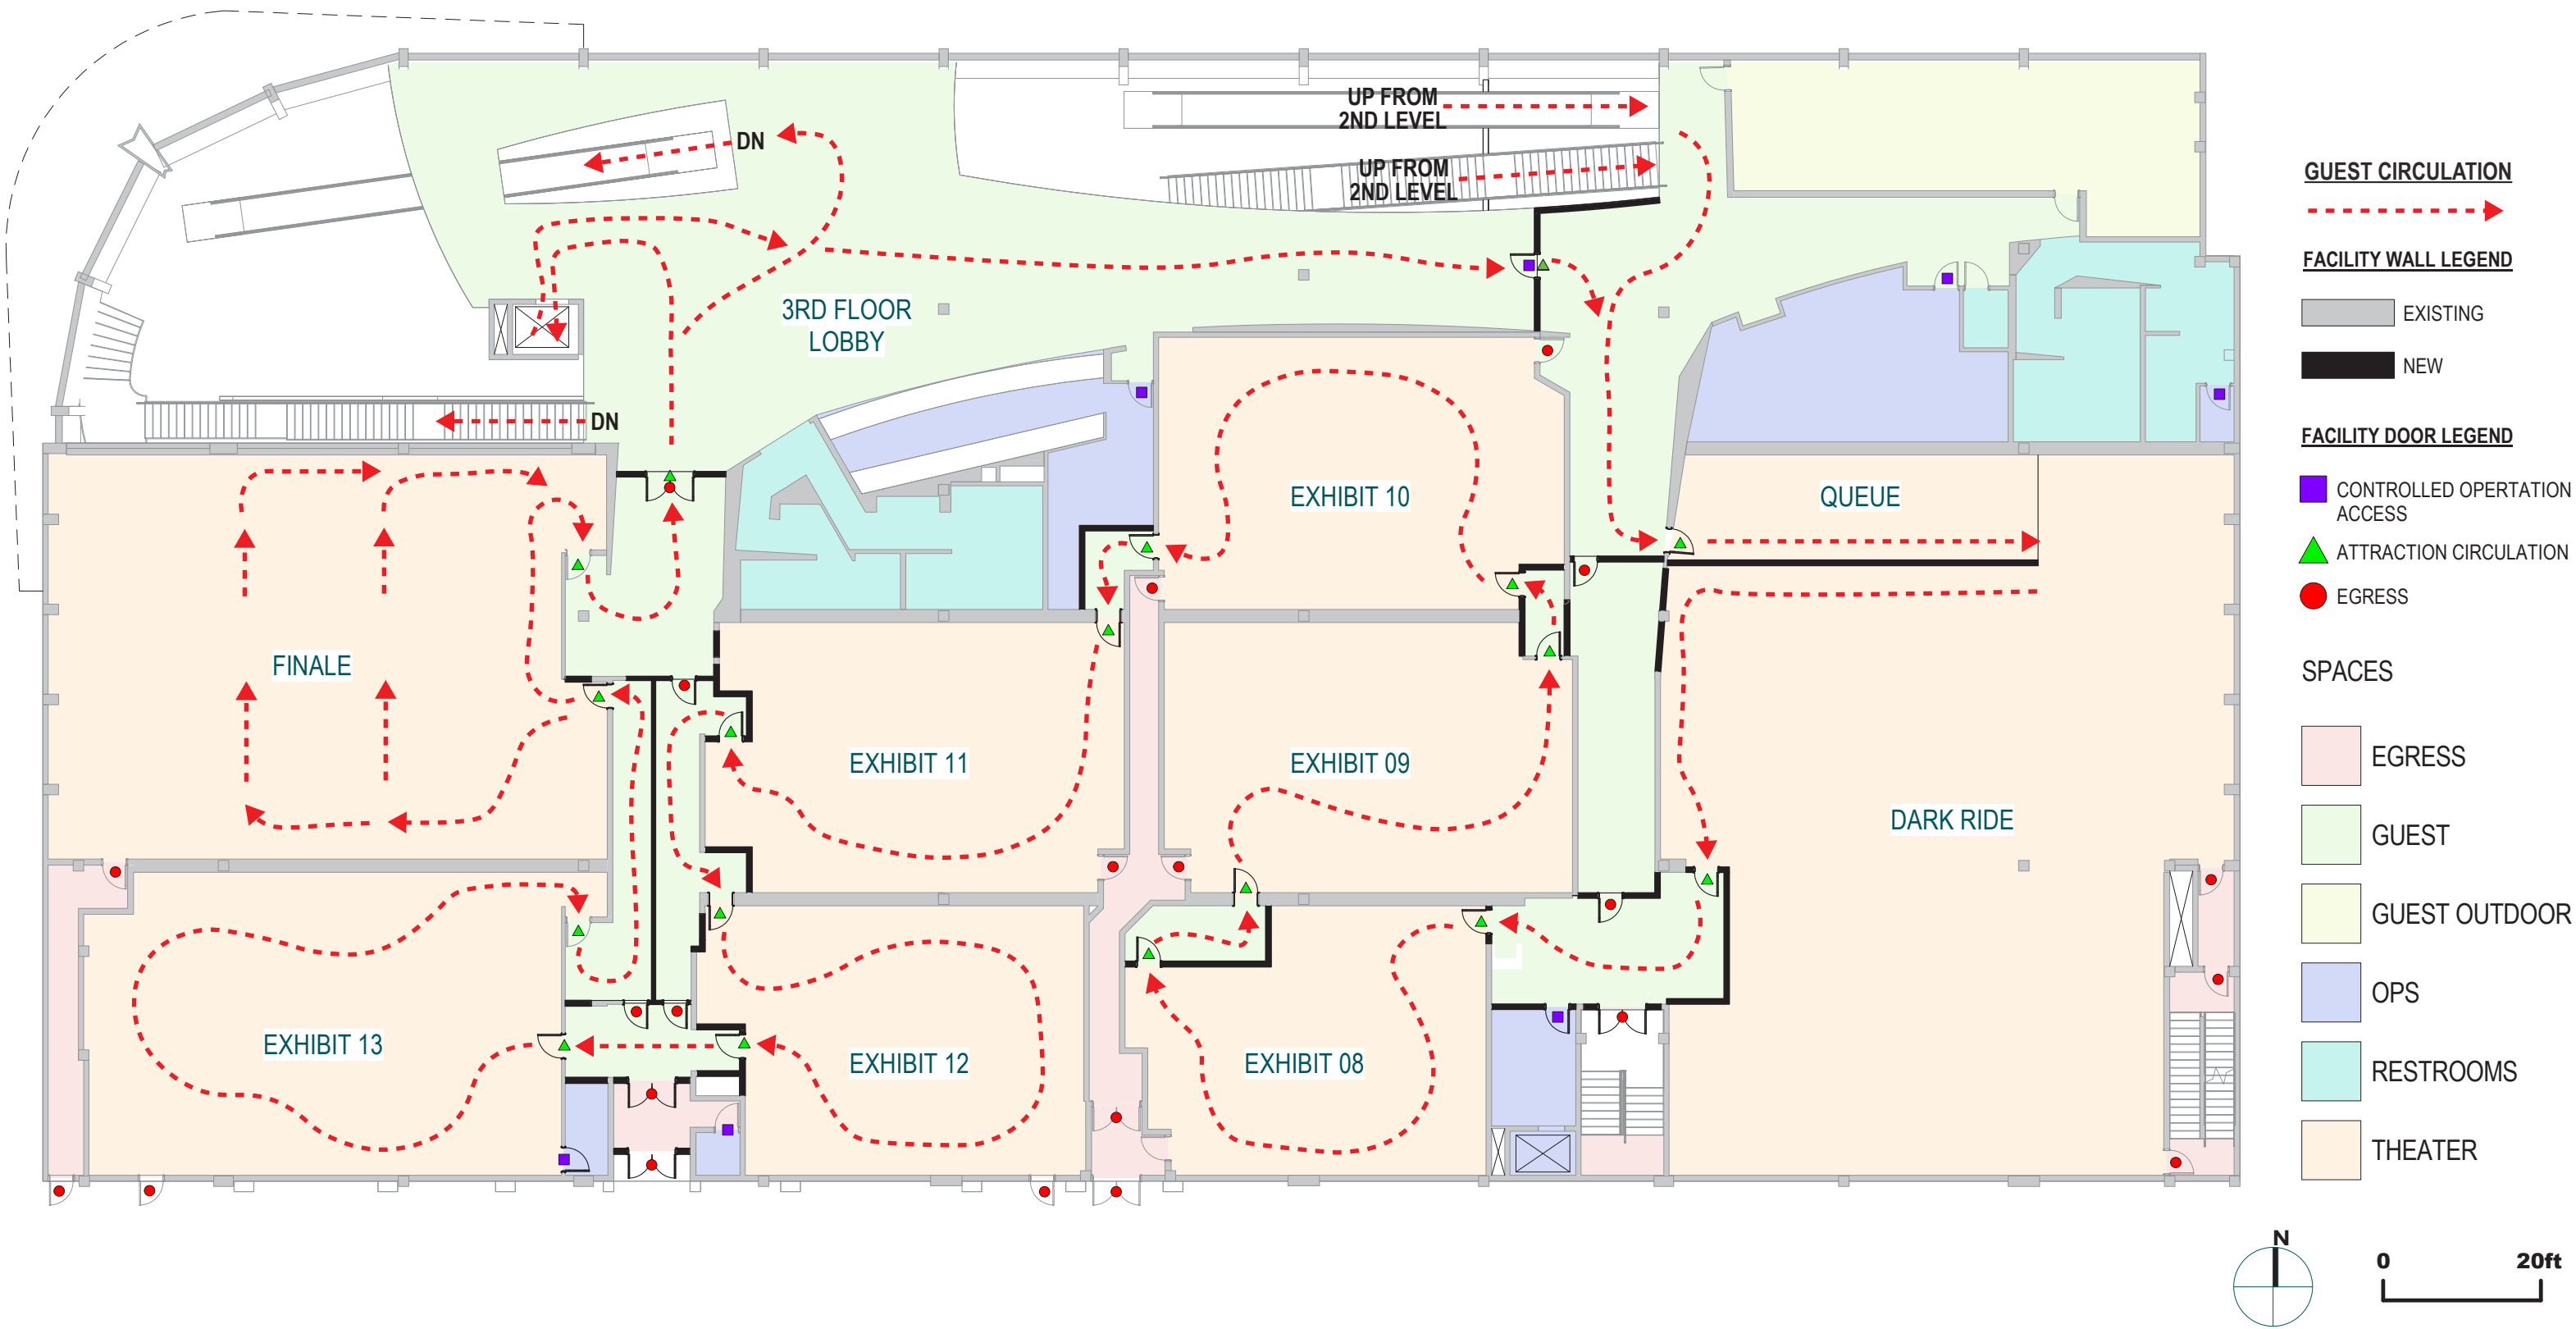 UP FROM
2ND LEVEL
DN
UP FROM
2ND LEVEL
3RD FLOOR
LOBBY
DN
EXHIBIT 10
QUEUE
FINALE
EXHIBIT 11
EXHIBIT 09
DARK RIDE
EXHIBIT 13
EXHIBIT 12
EXHIBIT 08
GUEST CIRCULATION
FACILITY WALL LEGEND
EXISTING
NEW
FACILITY DOOR LEGEND
CONTROLLED OPERTATION
ACCESS
ATTRACTION CIRCULATION
EGRESS
SPACES
EGRESS
GUEST
GUEST OUTDOOR
OPS
RESTROOMS
THEATER
N
0 20ft